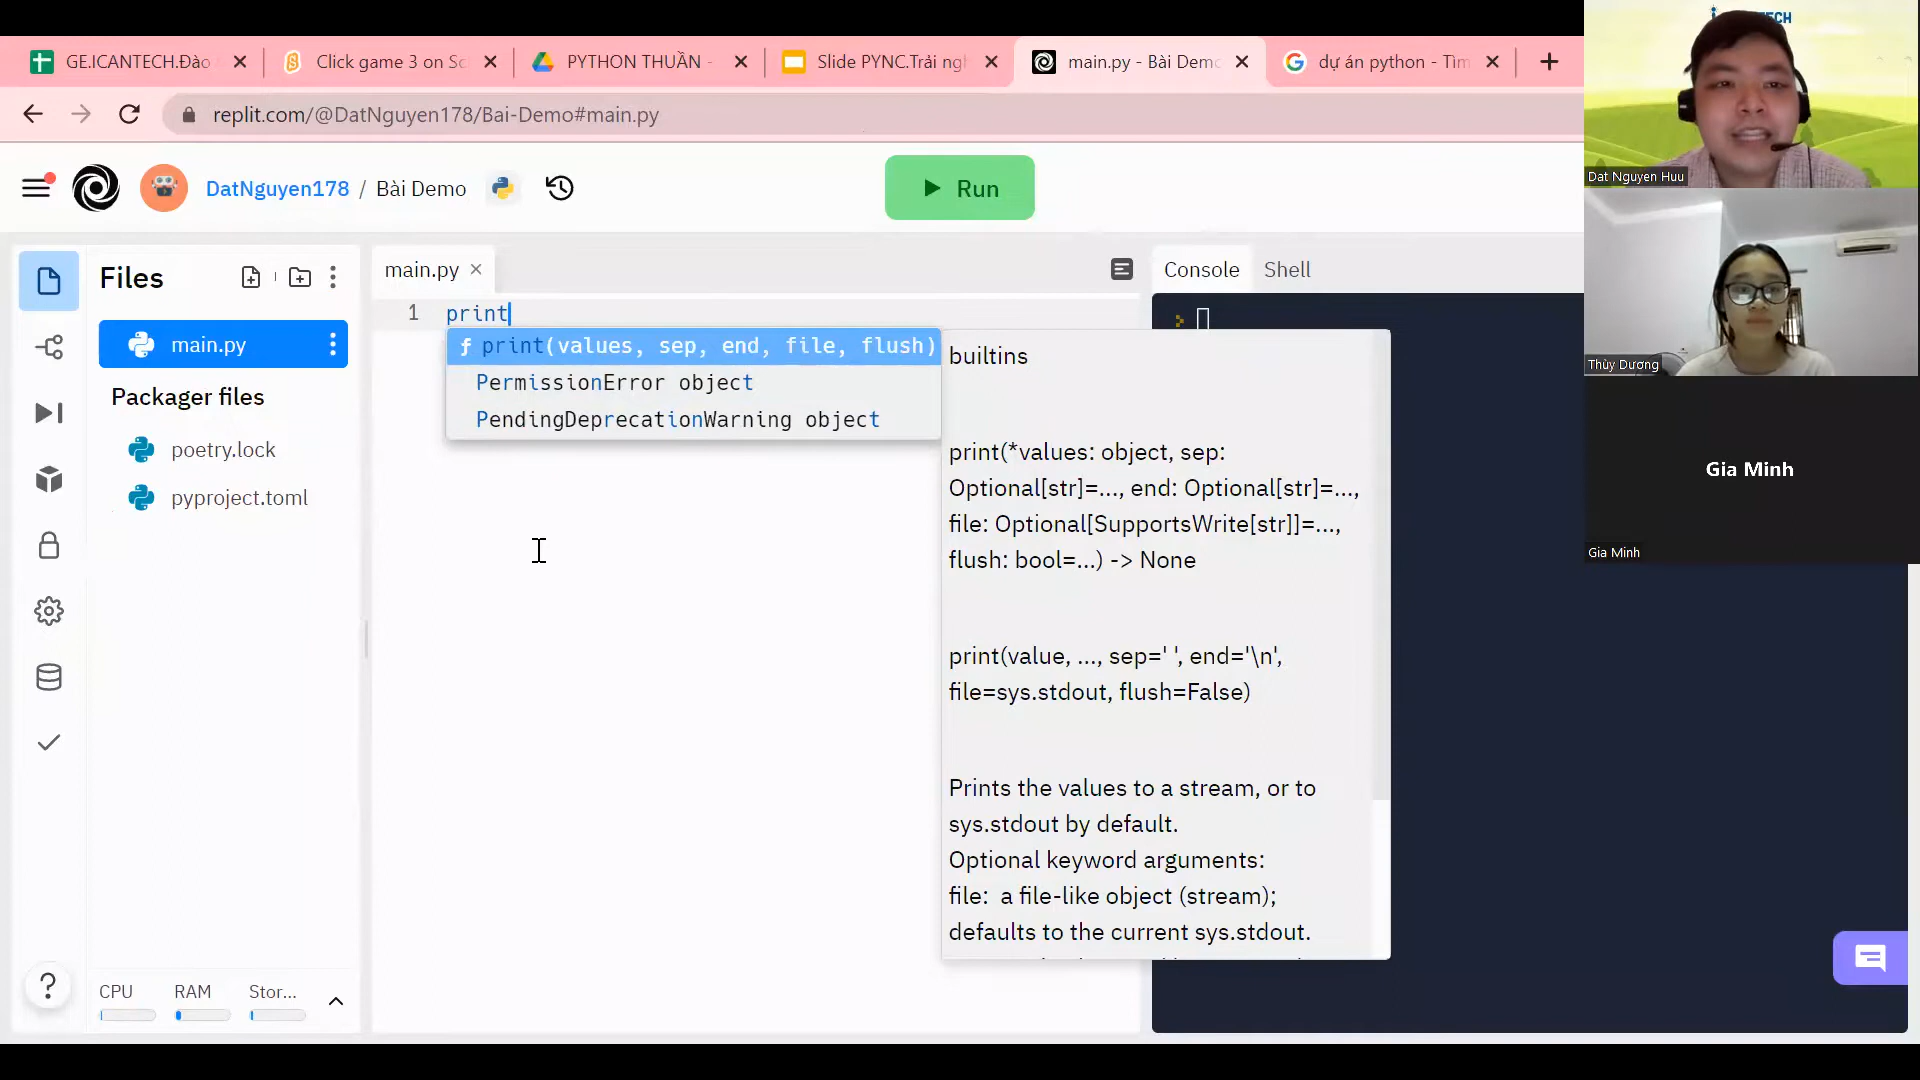 GE.ICANTECH.Đào
Click game 3 on Sc
PYTHON THUẦN -
Slide PYNC.Trải ngh
main.py - Bài Demo
dự án python - Tìm
replit.com/@DatNguyen178/Bai-Demo#main.py
DatNguyen178 / Bài Demo
Run
Files
main.py
Packager files
poetry.lock
pyproject.toml
CPU
RAM
Stor...
main.py
1 print
print(values, sep, end, file, flush)
PermissionError object
PendingDeprecationWarning object
builtins
print(*values: object, sep:
Optional[str]=..., end: Optional[str]=...,
file: Optional[SupportsWrite[str]]=...,
flush: bool=...) -> None
print(value, ..., sep=' ', end='\n',
file=sys.stdout, flush=False)
Prints the values to a stream, or to
sys.stdout by default.
Optional keyword arguments:
file:  a file-like object (stream);
defaults to the current sys.stdout.
Console
Shell
>
Dat Nguyen Huu
Thùy Dương
Gia Minh
Gia Minh